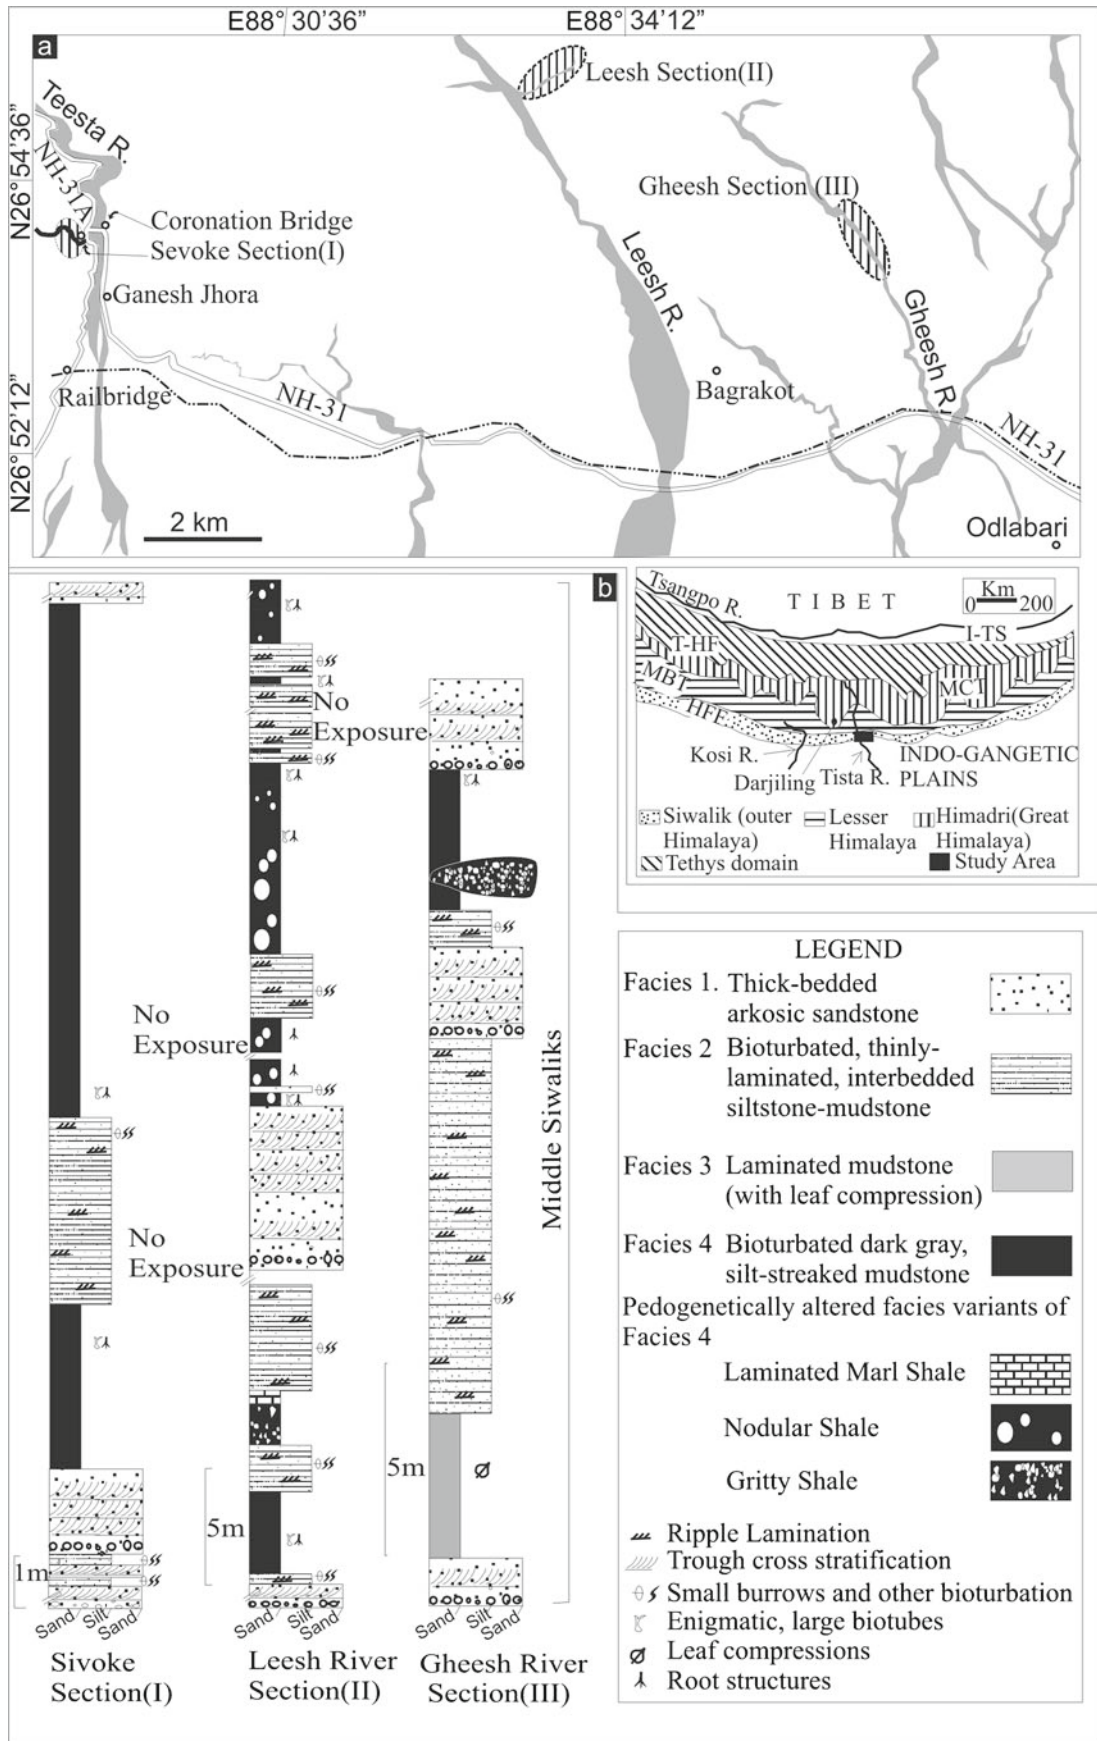 E88° 30’36”
E88° 34’12”
a
N26° 54’36”
N26° 52’12”
Teesta R.
NH-31A
Coronation Bridge
Sevoke Section(I)
Ganesh Jhora
Railbridge
NH-31
2 km
Leesh Section(II)
Leesh R.
Gheesh Section (III)
Gheesh R.
Bagrakot
NH-31
Odlabari
b
Tsangpo R.
TIBET
Km
0 200
I-TS
T-HF
MBT
MCT
HFF
Kosi R.
Darjiling
Tista R.
INDO-GANGETIC
PLAINS
Siwalik (outer
Himalaya)
Lesser
Himalaya
Himadri(Great
Himalaya)
Tethys domain
Study Area
No
Exposure
No
Exposure
No
Exposure
Middle Siwaliks
1m
5m
5m
Sand
Silt
Sand
Sand
Silt
Sand
Sand
Silt
Sand
Sivoke
Section(I)
Leesh River
Section(II)
Gheesh River
Section(III)
LEGEND
Facies 1. Thick-bedded
arkosic sandstone
Facies 2 Bioturbated, thinly-
laminated, interbedded
siltstone-mudstone
Facies 3 Laminated mudstone
(with leaf compression)
Facies 4 Bioturbated dark gray,
silt-streaked mudstone
Pedogenetically altered facies variants of
Facies 4
Laminated Marl Shale
Nodular Shale
Gritty Shale
Ripple Lamination
Trough cross stratification
Small burrows and other bioturbation
Enigmatic, large biotubes
Leaf compressions
Root structures